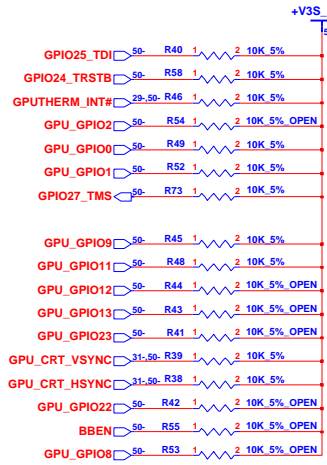 +V3S_
5
GPIO25_TDI 50- R40 1 2 10K_5%
GPIO24_TRSTB 50- R58 1 2 10K_5%
GPUTHERM_INT# 29-,50- R46 1 2 10K_5%
GPU_GPIO2 50- R54 1 2 10K_5%_OPEN
GPU_GPIO0 50- R49 1 2 10K_5%
GPU_GPIO1 50- R52 1 2 10K_5%
GPIO27_TMS 50- R73 1 2 10K_5%
GPU_GPIO9 50- R45 1 2 10K_5%
GPU_GPIO11 50- R48 1 2 10K_5%
GPU_GPIO12 50- R44 1 2 10K_5%_OPEN
GPU_GPIO13 50- R43 1 2 10K_5%_OPEN
GPU_GPIO23 50- R41 1 2 10K_5%_OPEN
GPU_CRT_VSYNC 31-,50- R39 1 2 10K_5%
GPU_CRT_HSYNC 31-,50- R38 1 2 10K_5%
GPU_GPIO22 50- R42 1 2 10K_5%_OPEN
BBEN 50- R55 1 2 10K_5%_OPEN
GPU_GPIO8 50- R53 1 2 10K_5%_OPEN